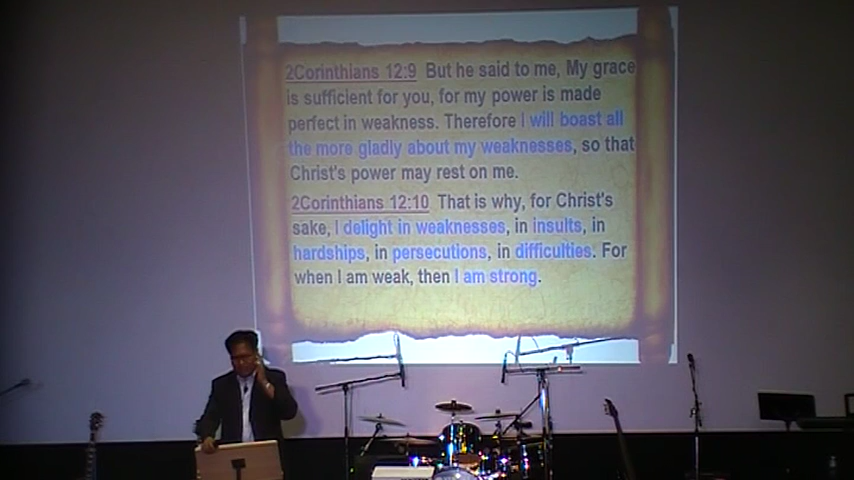 2Corinthians 12:9 But he said to me, My grace
is sufficient for you, for my power is made
perfect in weakness. Therefore I will boast all
the more gladly about my weaknesses, so that
Christ's power may rest on me.
2Corinthians 12:10 That is why, for Christ's
sake, I delight in weaknesses, in insults, in
hardships, in persecutions, in difficulties. For
when I am weak, then I am strong.